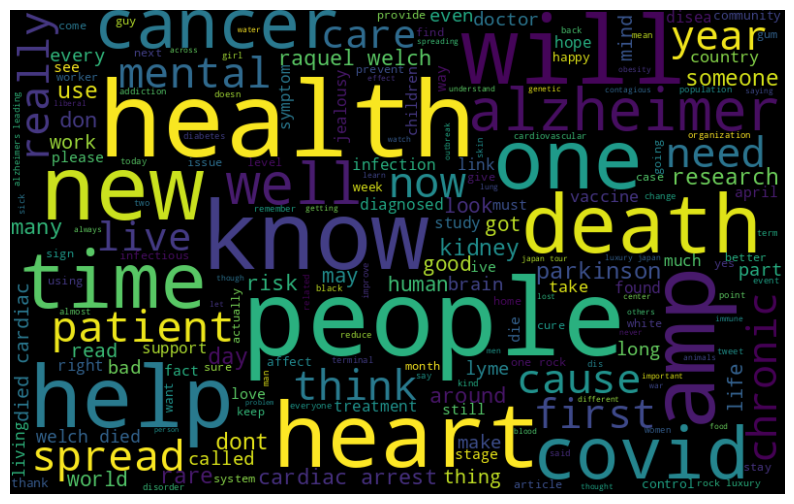 cancer
will
care
health
mental
really
raquel welch
year
mind
even
every
doctor
hope
happy
country
someone
alzheimer
need
one
death
new
well
know
now
time
people
help
heart
covid
amp
chronic
first
cause
think
patient
spread
live
use
don
work
please
issue
many
sign
infectious
using
almost
actually
risk
may
human
brain
good
kidney
got
look
must
study
diagnosed
infection
link
week
vaccine
research
april
case
parkinson
take
found
much
part
better
long
life
lyme
around
still
treatment
make
stage
thing
article
control
rock luxury
stay
cardiac arrest
rare
called
dont
world
welch died
died cardiac
living
thank
read
support
bad
day
right
fact
sure
want
love
keep
affect
system
disorder
person
problem
man
everyone
terminal
month
say
kind
men
reduce
black
though
let
released
improve
home
lost
cure
die
dis
one rock
white
yes
never
center
others
point
event
immune
animals
tweet
important
war
different
women
food
said
thought
blood
japan tour
luxury japan
term
change
going
cardiovascular
organization
population
saying
contagious
genetic
obesity
understand
effect
prevent
spreading
find
back
water
across
mean
provide
community
disea
gum
way
children
jealousy
symptom
level
give
learn
watch
lung
skin
outbreak
diabetes
addiction
doesn
girl
next
worker
guy
come
see
liberal
today
two
always
sick
alzheimers leading
remember
getting
live